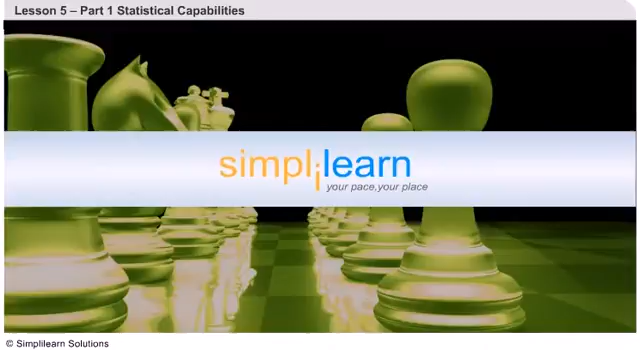 Lesson 5 – Part 1 Statistical Capabilities
simplilearn
your pace,your place
© Simplilearn Solutions